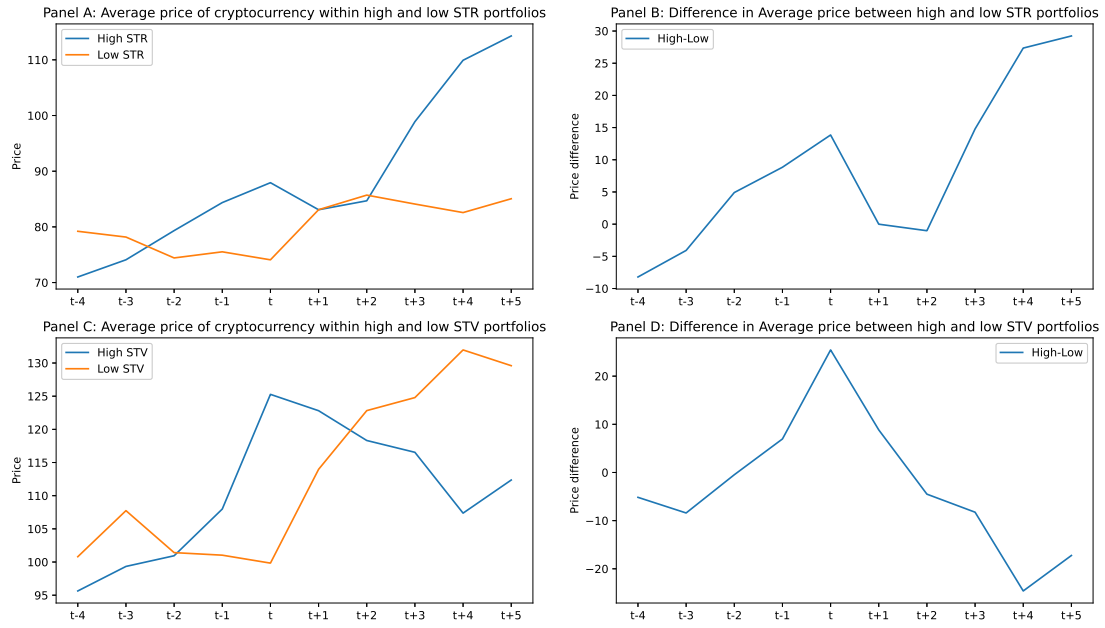 Panel A: Average price of cryptocurrency within high and low STR portfolios
High STR
Low STR
Price
110
100
90
80
70
t-4 t-3 t-2 t-1 t t+1 t+2 t+3 t+4 t+5
Panel B: Difference in Average price between high and low STR portfolios
High-Low
Price difference
30
25
20
15
10
5
0
−5
−10
t-4 t-3 t-2 t-1 t t+1 t+2 t+3 t+4 t+5
Panel C: Average price of cryptocurrency within high and low STV portfolios
High STV
Low STV
Price
130
125
120
115
110
105
100
95
t-4 t-3 t-2 t-1 t t+1 t+2 t+3 t+4 t+5
Panel D: Difference in Average price between high and low STV portfolios
High-Low
Price difference
20
10
0
−10
−20
t-4 t-3 t-2 t-1 t t+1 t+2 t+3 t+4 t+5